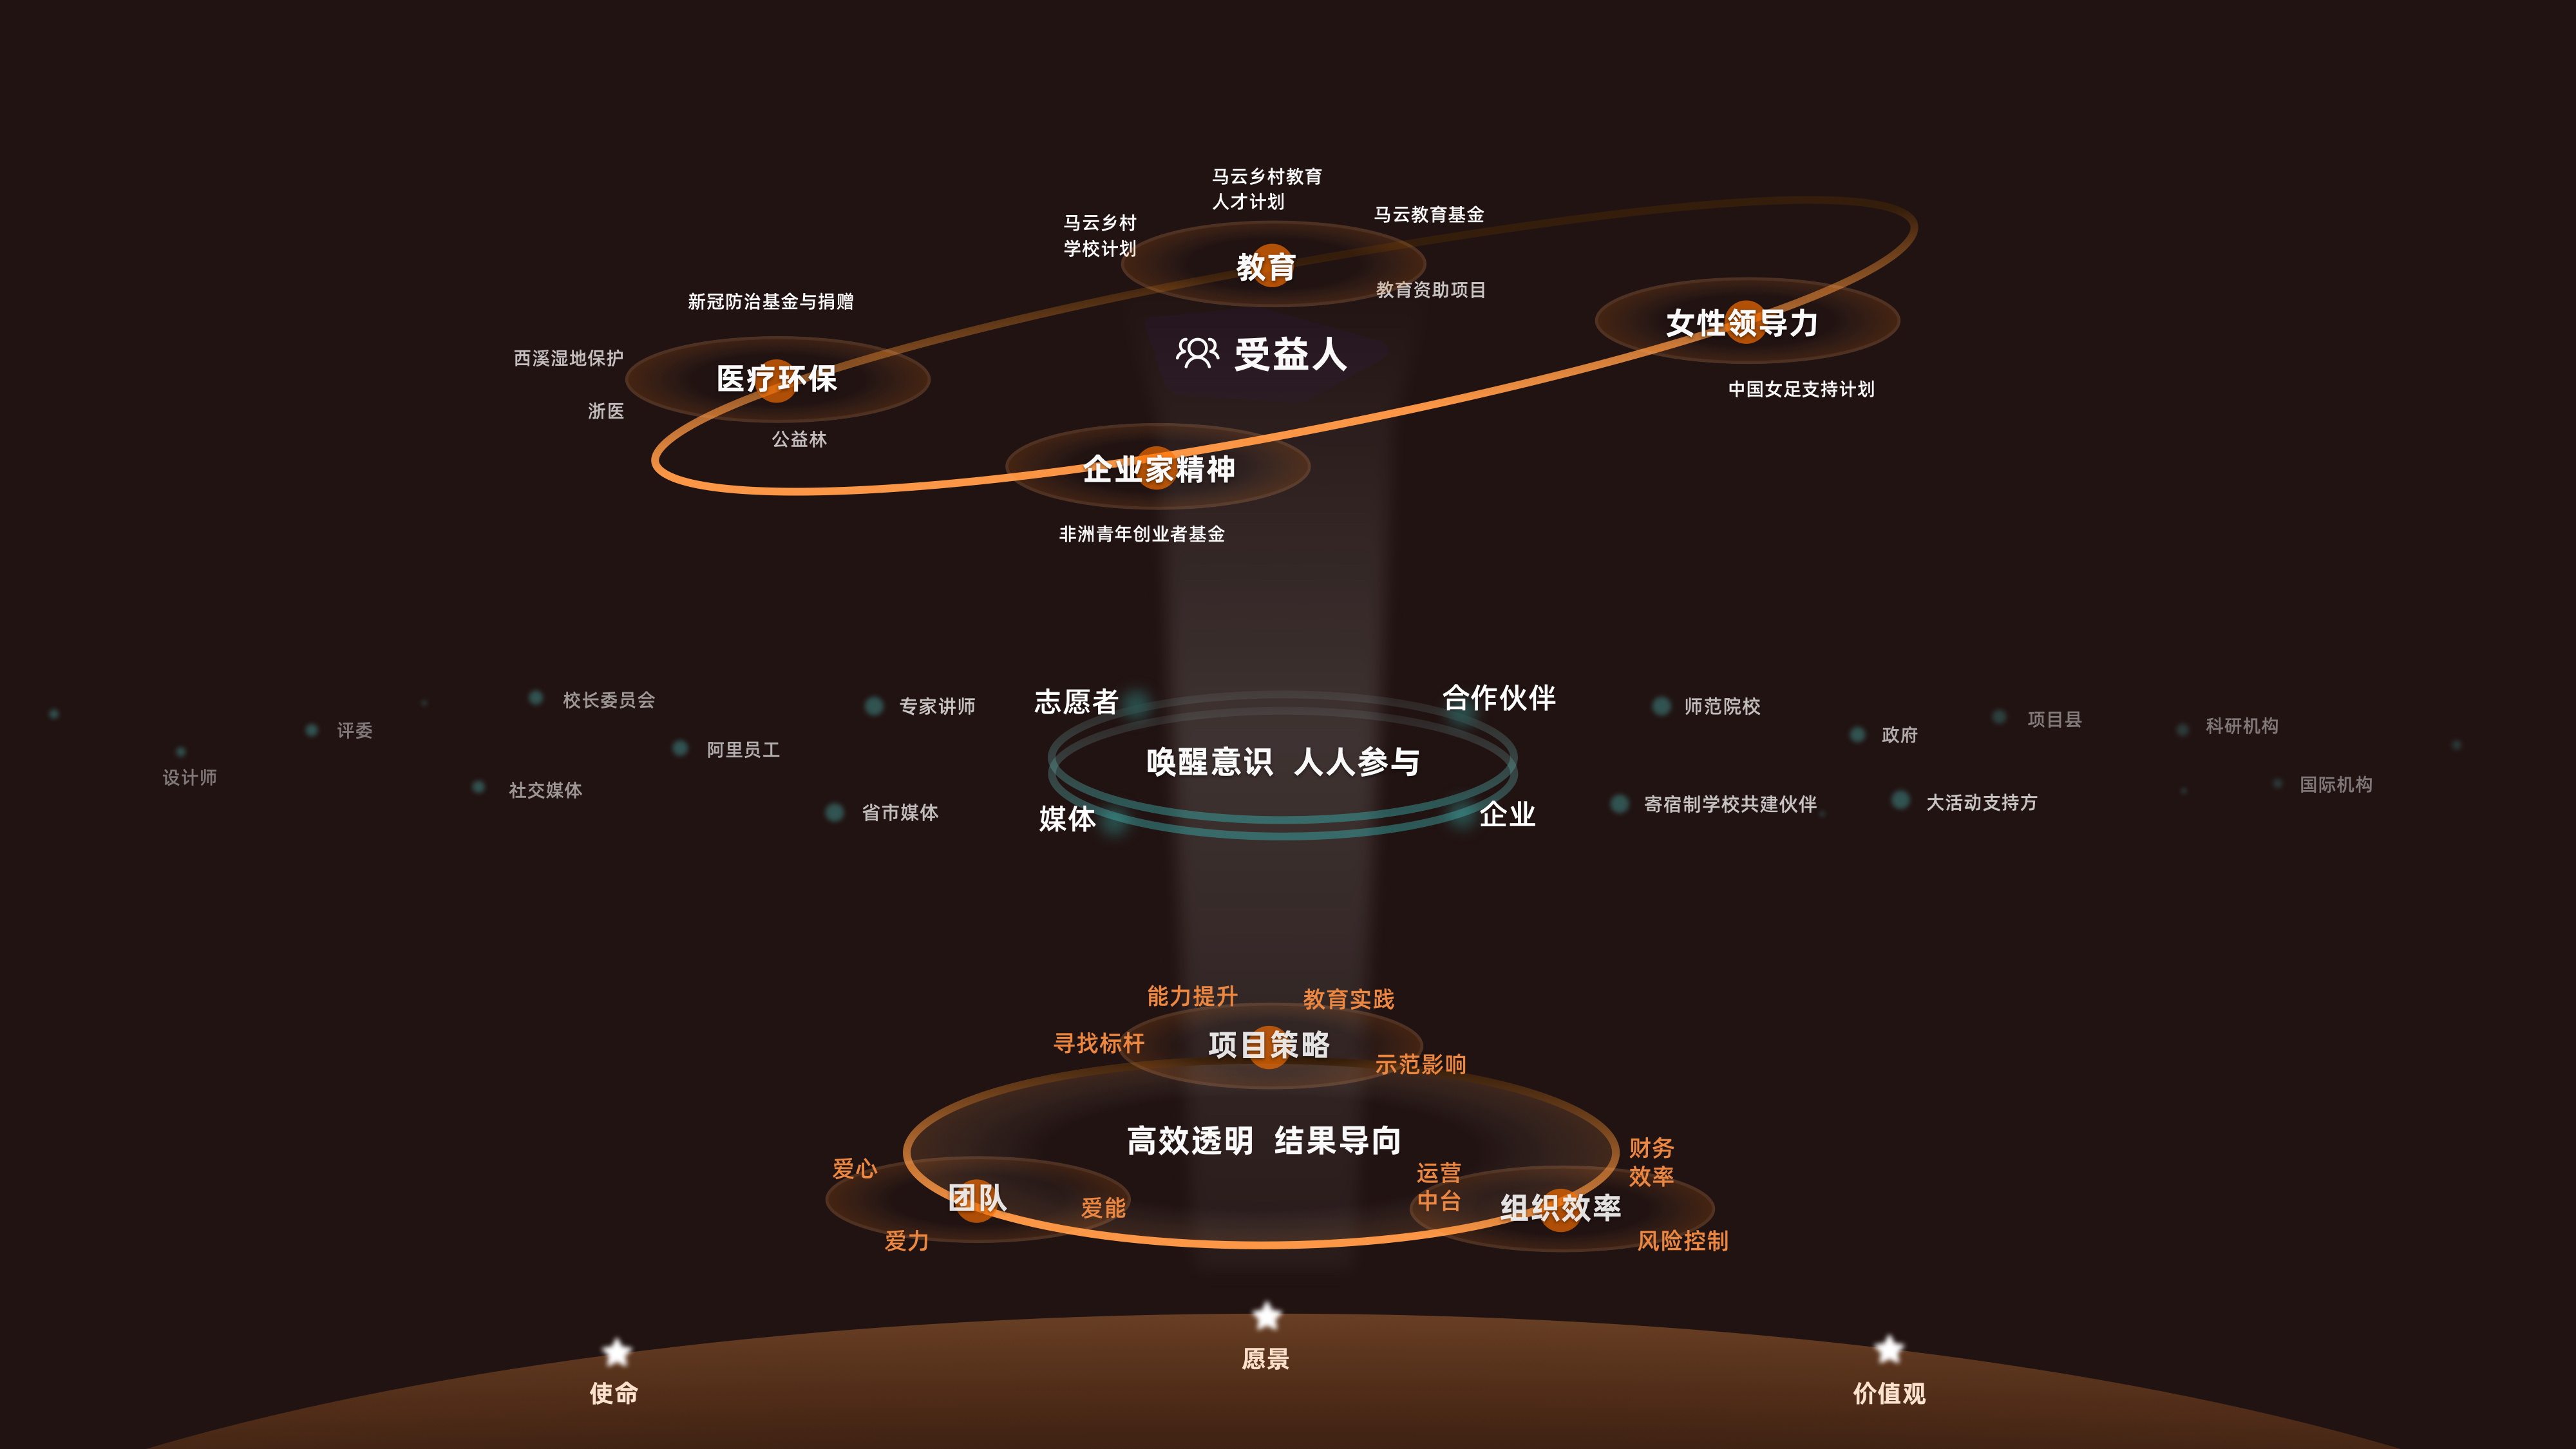 马云乡村教育
人才计划
马云乡村
学校计划
马云教育基金
教育
教育资助项目
新冠防治基金与捐赠
女性领导力
受益人
西溪湿地保护
医疗环保
中国女足支持计划
浙医
公益林
企业家精神
非洲青年创业者基金
校长委员会
专家讲师
志愿者
合作伙伴
师范院校
项目县
科研机构
评委
政府
阿里员工
唤醒意识 人人参与
设计师
国际机构
社交媒体
省市媒体
媒体
企业
寄宿制学校共建伙伴
大活动支持方
能力提升
教育实践
寻找标杆
项目策略
示范影响
高效透明 结果导向
财务
效率
爱心
运营
中台
团队
爱能
组织效率
爱力
风险控制
愿景
使命
价值观